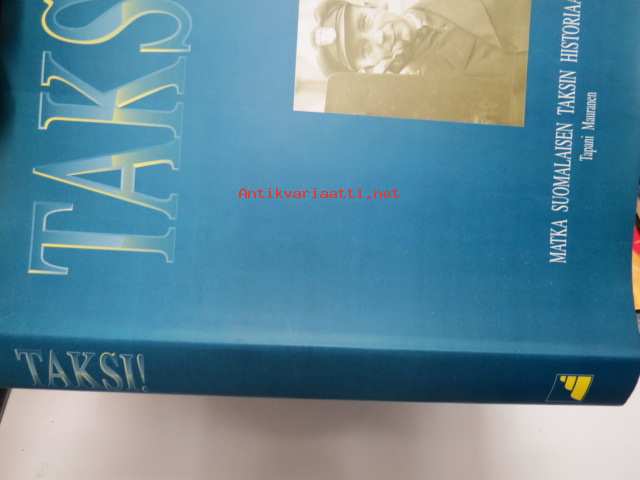 TAKS
MATKA SUOMALAISEN TAKSIN HISTORIAA
Tapani Mauranen
TAKSI!
Antikvariaatti.net